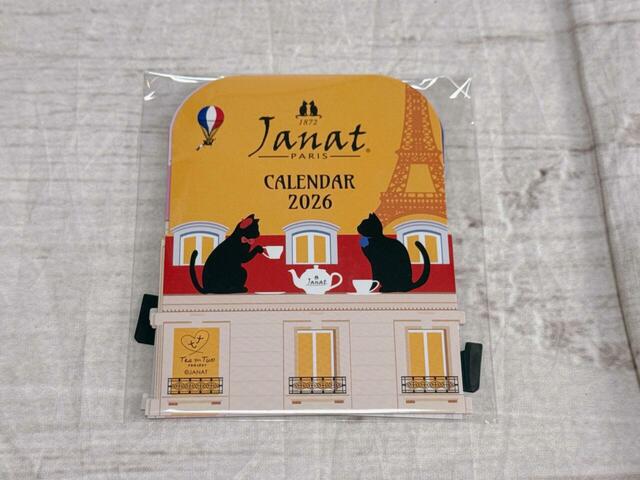 1872
Janat®
PARIS
CALENDAR
2026
Janat
Tea for Two
PROJECT
©JANAT